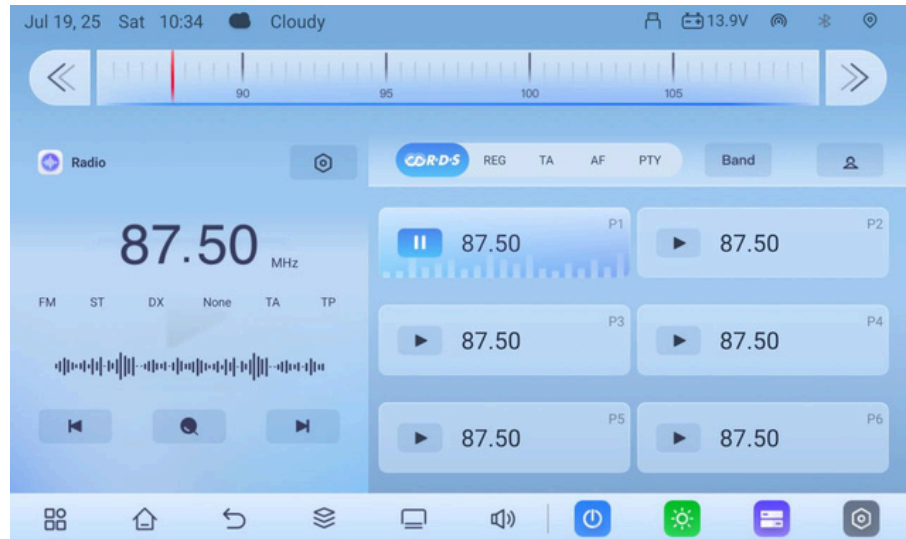 Jul 19, 25 Sat 10:34 Cloudy 13.9V
90 95 100 105
Radio
R·D·S REG TA AF PTY Band
87.50 MHz
FM ST DX None TA TP
P1
87.50
P2
87.50
P3
87.50
P4
87.50
P5
87.50
P6
87.50